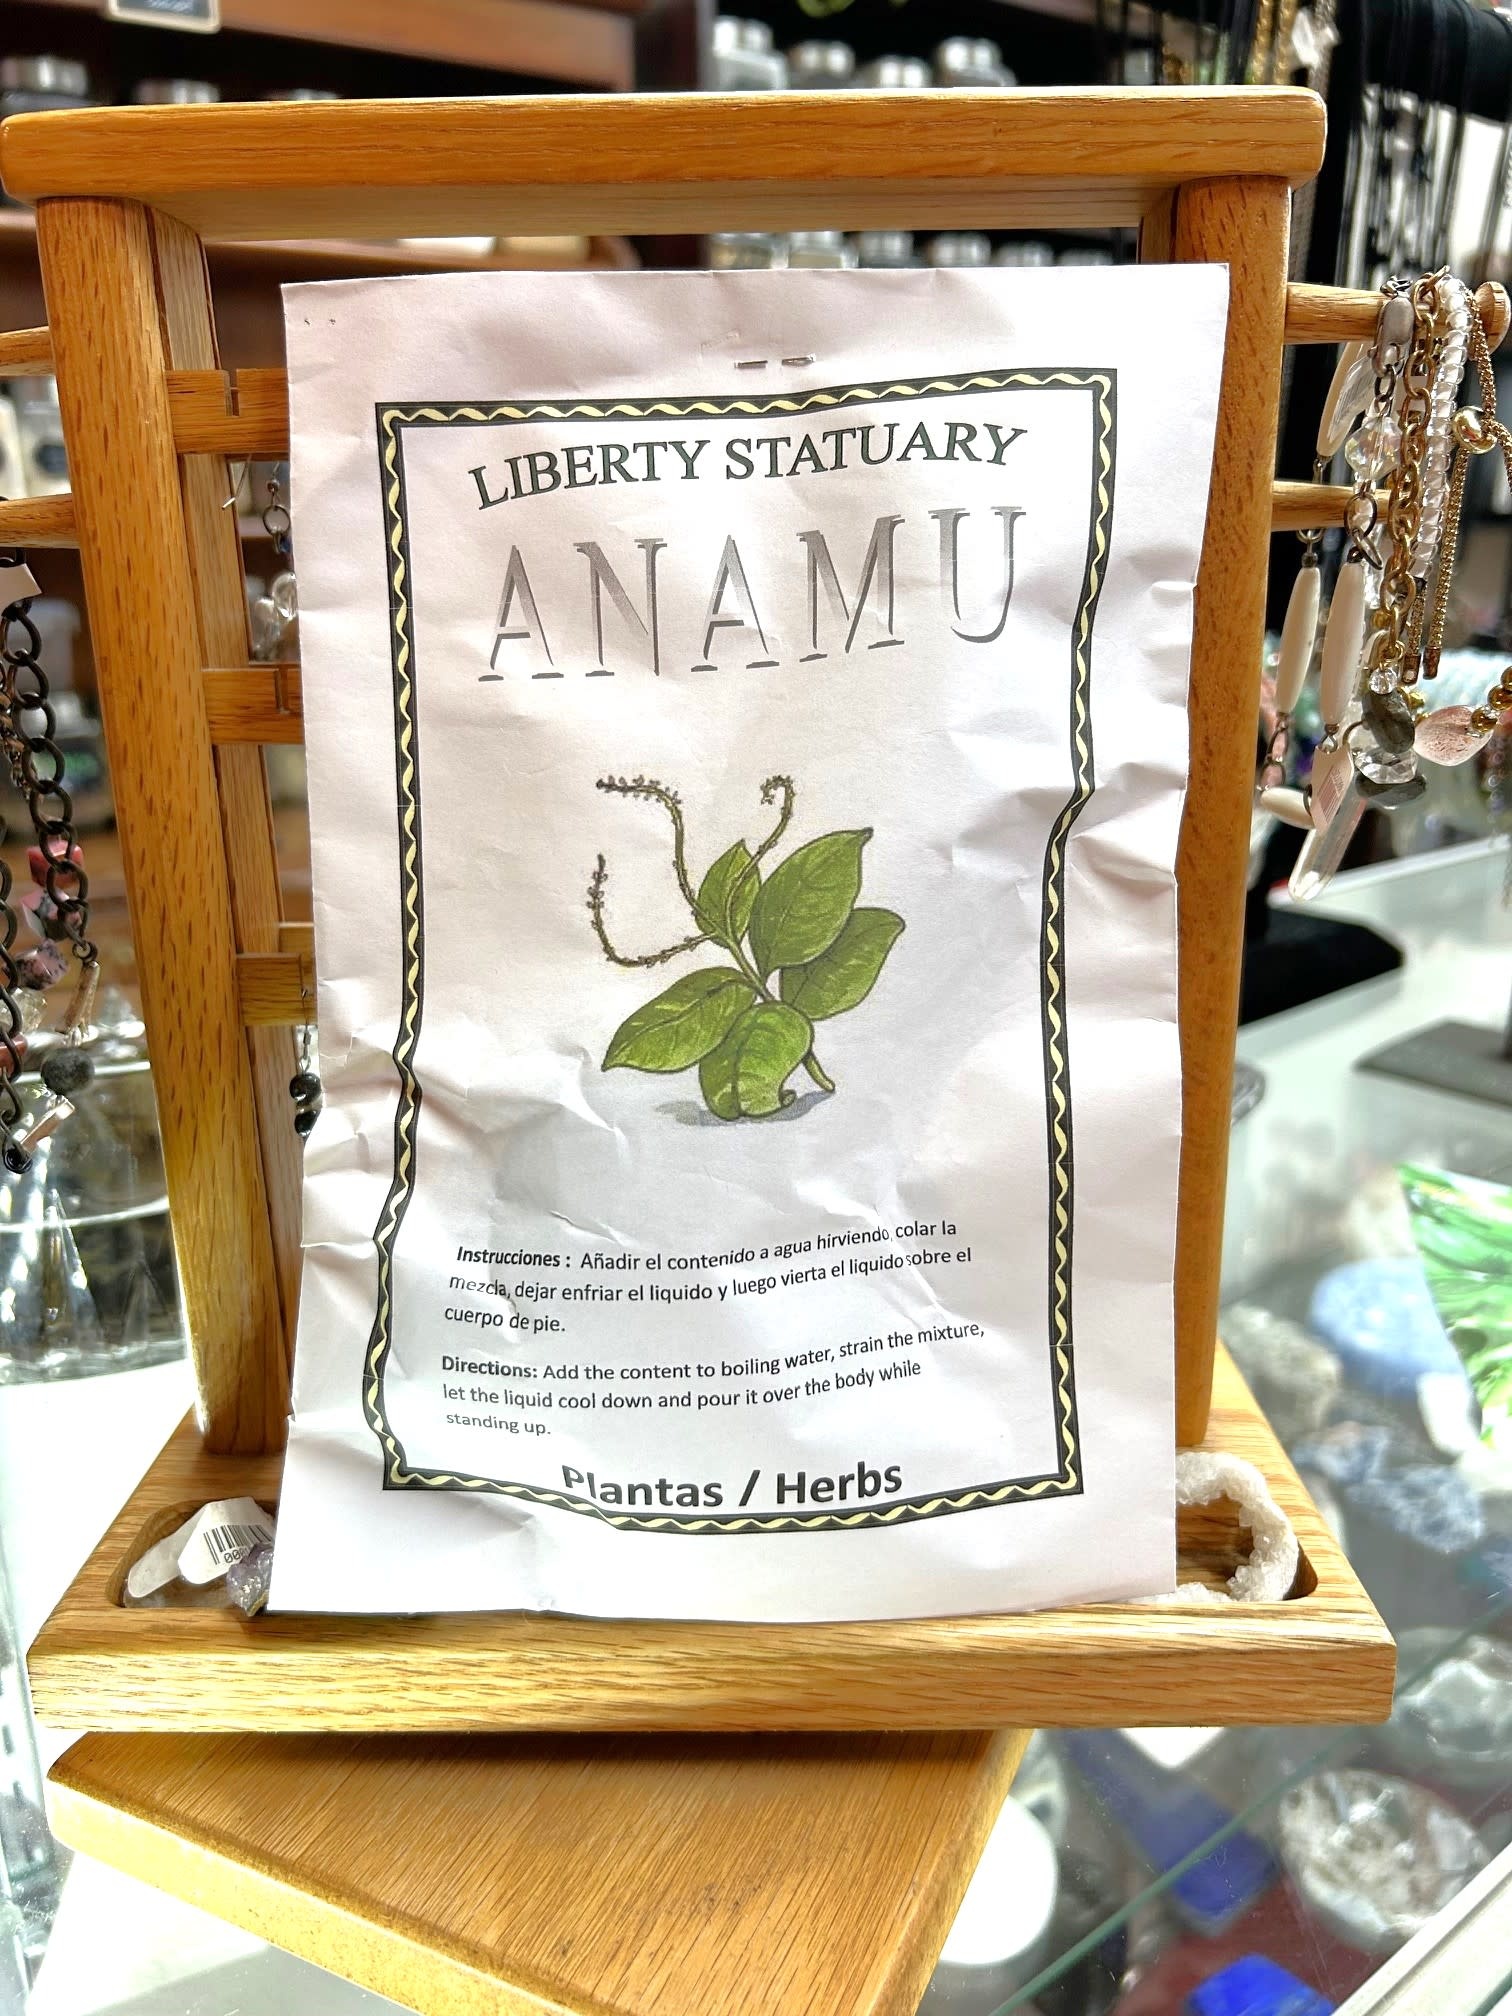 LIBERTY STATUARY
ANAMU
Instrucciones : Añadir el contenido a agua hirviendo, colar la
mezcla, dejar enfriar el liquido y luego vierta el liquido sobre el
cuerpo de pie.
Directions: Add the content to boiling water, strain the mixture,
let the liquid cool down and pour it over the body while
standing up.
Plantas / Herbs